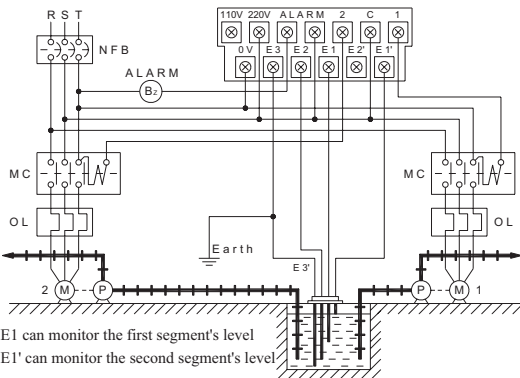 R S T
110V 220V ALARM 2 C 1
NFB
0V E3 E2 E1 E2' E1'
ALARM
Bz
MC
MC
OL
OL
Earth
E3'
2 M P
P M 1
E1 can monitor the first segment's level
E1' can monitor the second segment's level